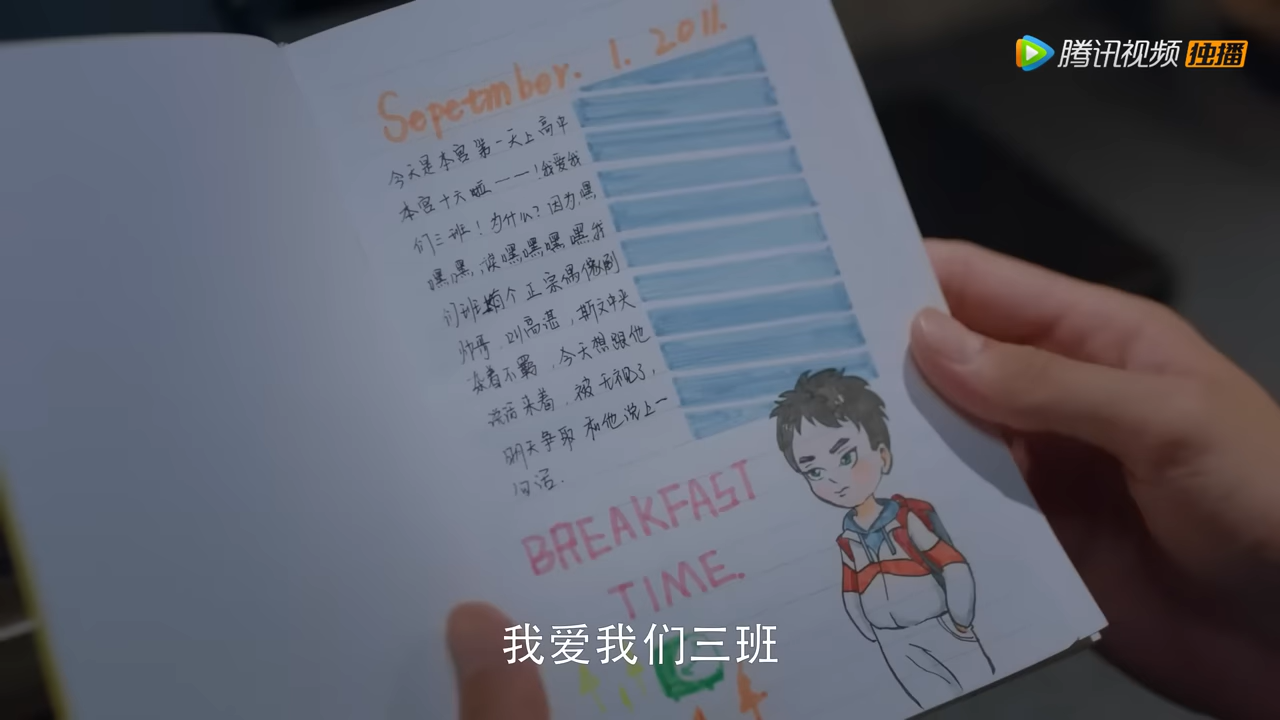 腾讯视频 独播
Sepetmber. 1. 2011.
今天是本宫第一天上高中
本宫十六啦——！我爱我
们三班！为什么？因为，嘿
嘿嘿，诶嘿嘿嘿嘿我
们班有个正宗偶像剧
帅哥，叫高湛，斯文中夹
杂着不羁，今天想跟他
说话来着，被无视了，
明天争取和他说上一
句话.
BREAKFAST
TIME.
我爱我们三班